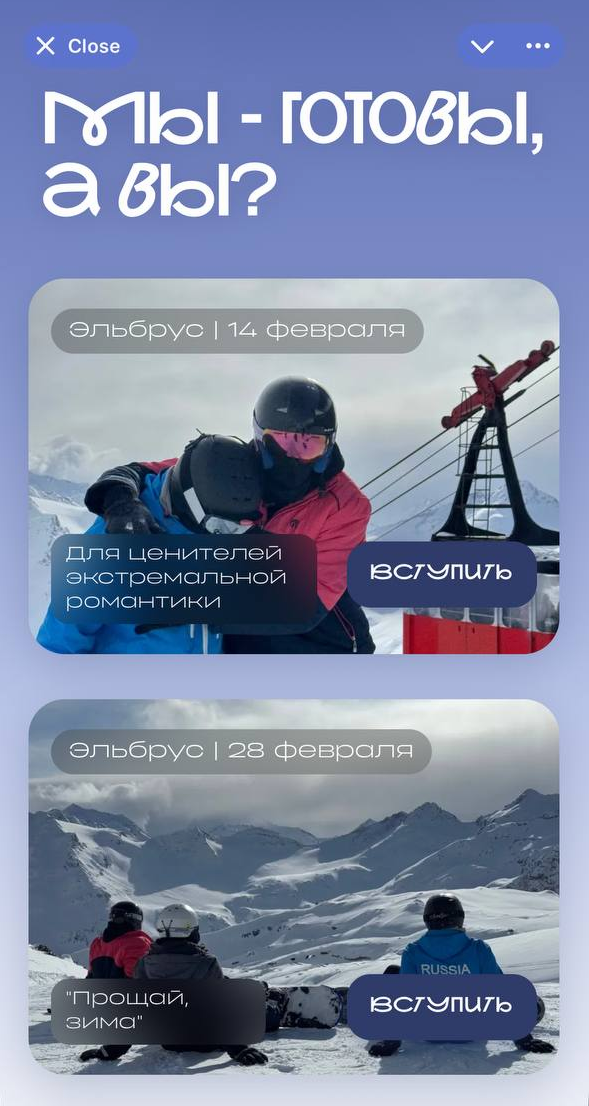 Close
Мы - готовы,
а вы?
Эльбрус | 14 февраля
Для ценителей
экстремальной
романтики
вступить
Эльбрус | 28 февраля
RUSSIA
"Прощай,
зима"
вступить